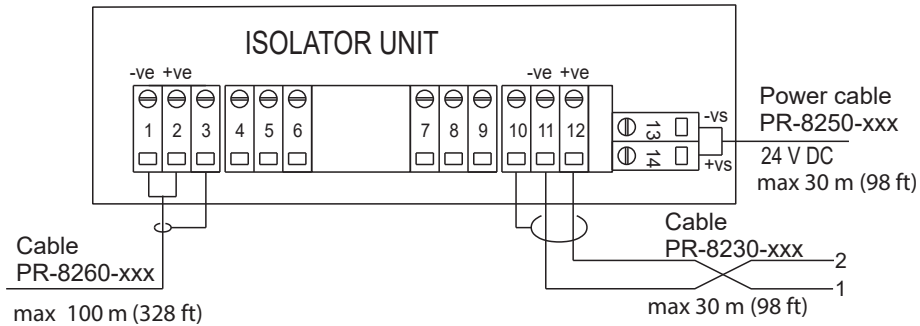 ISOLATOR UNIT
-ve +ve
-ve +ve
1 2 3 4 5 6 7 8 9 10 11 12
13
14
-vs
+vs
Power cable
PR-8250-xxx
24 V DC
max 30 m (98 ft)
Cable
PR-8260-xxx
max 100 m (328 ft)
Cable
PR-8230-xxx
2
1
max 30 m (98 ft)